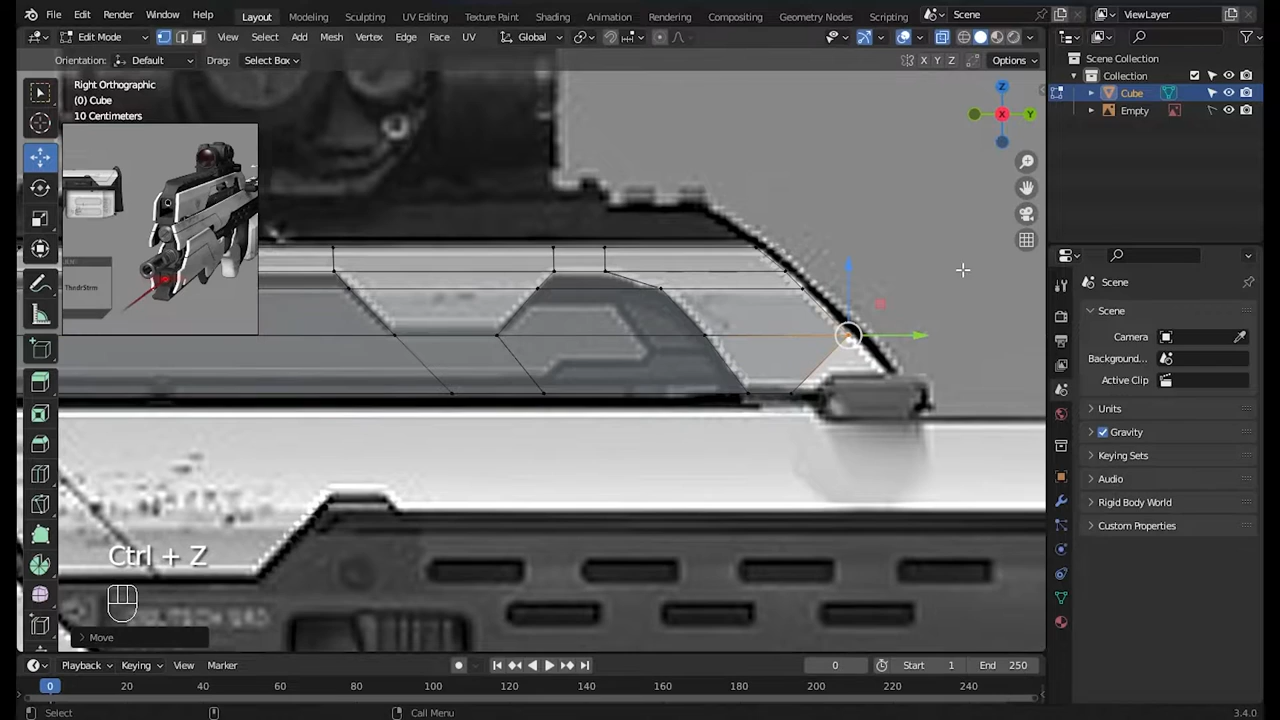 File Edit Render Window Help Layout Modeling Sculpting UV Editing Texture Paint Shading Animation Rendering Compositing Geometry Nodes Scripting Scene ViewLayer
Edit Mode View Select Add Mesh Vertex Edge Face UV Global
Orientation: Default Drag: Select Box X Y Z Options
Right Orthographic
(0) Cube
10 Centimeters
Z
X
Y
ThndrStrm
Ctrl + Z
Move
Scene Collection
Collection
Cube
Empty
Scene
Scene
Camera
Background...
Active Clip
Units
Gravity
Keying Sets
Audio
Rigid Body World
Custom Properties
Playback Keying View Marker 0 Start 1 End 250
0 20 40 60 80 100 120 140 160 180 200 220 240
Select Call Menu 3.4.0